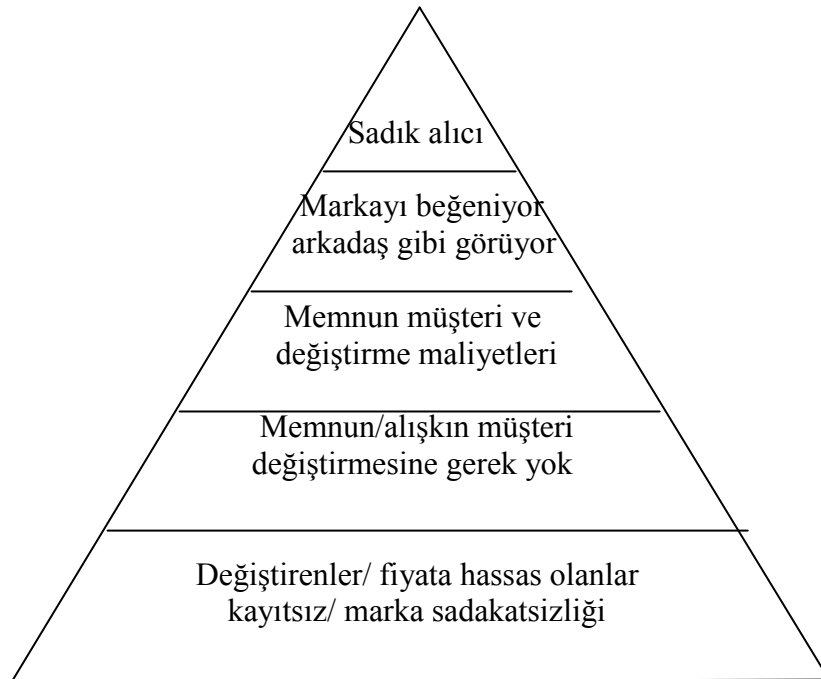 Sadık alıcı
Markayı beğeniyor
arkadaş gibi görüyor
Memnun müşteri ve
değiştirme maliyetleri
Memnun/alışkın müşteri
değiştirmesine gerek yok
Değiştirenler/ fiyata hassas olanlar
kayıtsız/ marka sadakatsizliği